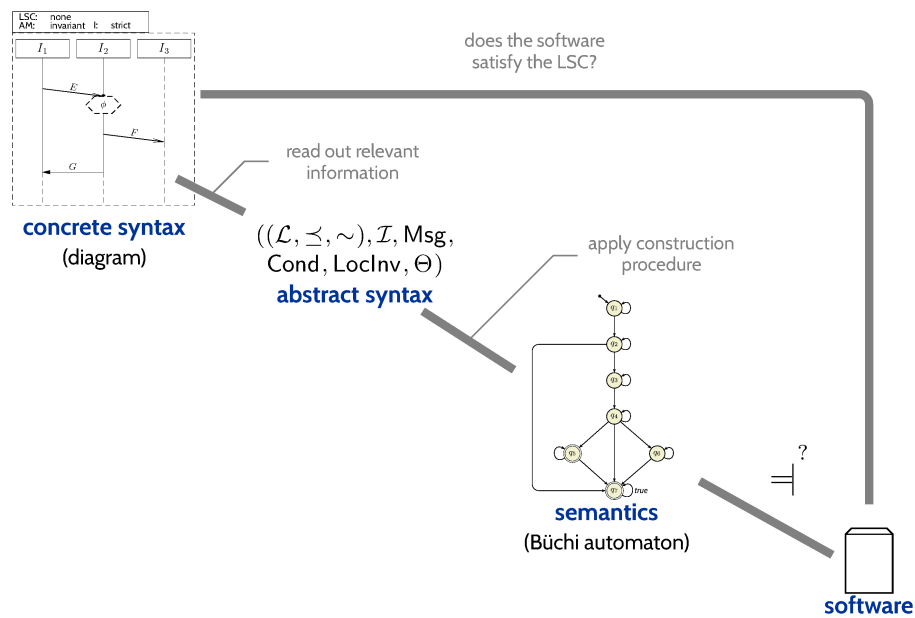 LSC: none
AM: invariant I: strict
I₁ I₂ I₃
E
ϕ
F
G
does the software
satisfy the LSC?
read out relevant
information
concrete syntax
(diagram)
((ℒ, ⪯, ∼), ℐ, Msg,
Cond, LocInv, Θ)
abstract syntax
apply construction
procedure
q₁
q₂
q₃
q₄
q₅ q₆
q₇ true
semantics
(Büchi automaton)
?
⫤
software